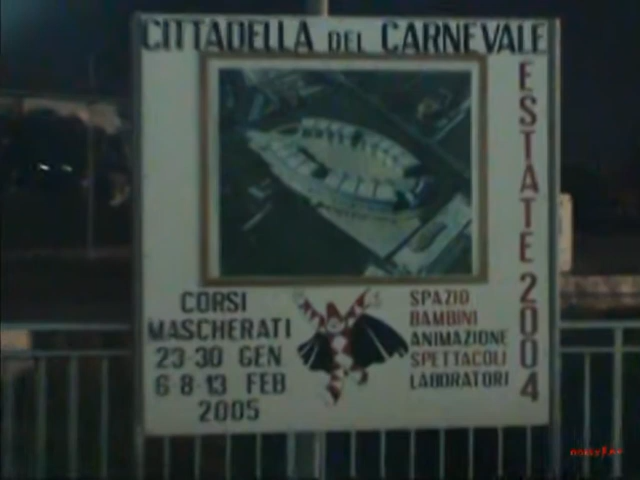 CITTADELLA DEL CARNEVALE
ESTATE 2004
CORSI
MASCHERATI
23-30 GEN
6-8-13 FEB
2005
SPAZIO
BAMBINI
ANIMAZIONE
SPETTACOLI
LABORATORI